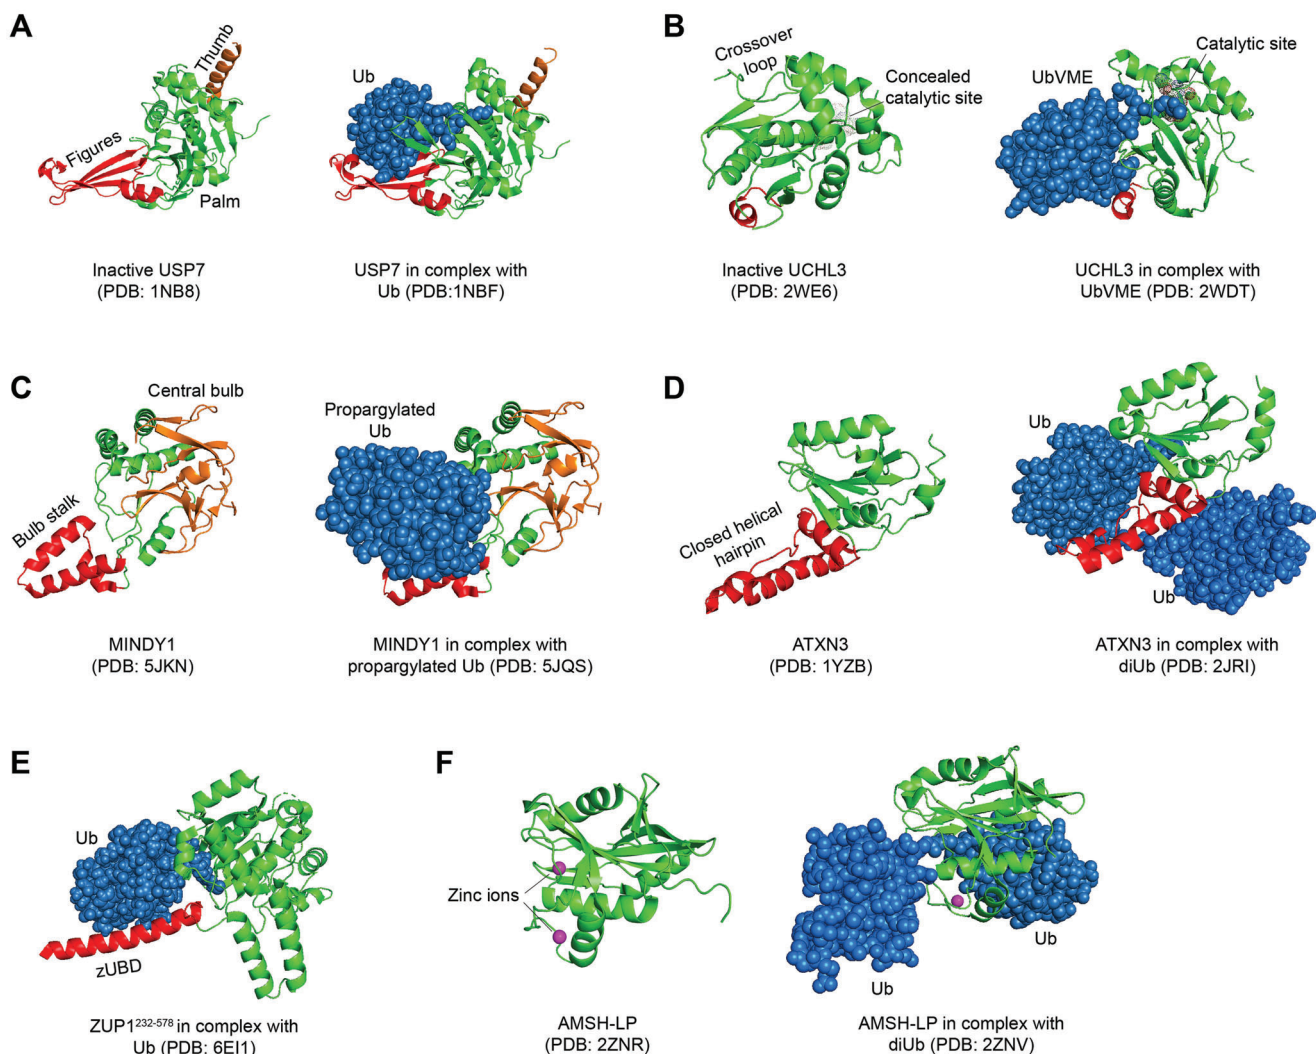 A
Thumb
Figures
Palm
Inactive USP7
(PDB: 1NB8)
Ub
USP7 in complex with
Ub (PDB:1NBF)
B
Crossover
loop
Concealed
catalytic site
Inactive UCHL3
(PDB: 2WE6)
Catalytic site
UbVME
UCHL3 in complex with
UbVME (PDB: 2WDT)
C
Central bulb
Bulb stalk
MINDY1
(PDB: 5JKN)
Propargylated
Ub
MINDY1 in complex with
propargylated Ub (PDB: 5JQS)
D
Closed helical
hairpin
ATXN3
(PDB: 1YZB)
Ub
Ub
ATXN3 in complex with
diUb (PDB: 2JRI)
E
Ub
zUBD
ZUP1232-578 in complex with
Ub (PDB: 6EI1)
F
Zinc ions
AMSH-LP
(PDB: 2ZNR)
Ub
Ub
AMSH-LP in complex with
diUb (PDB: 2ZNV)